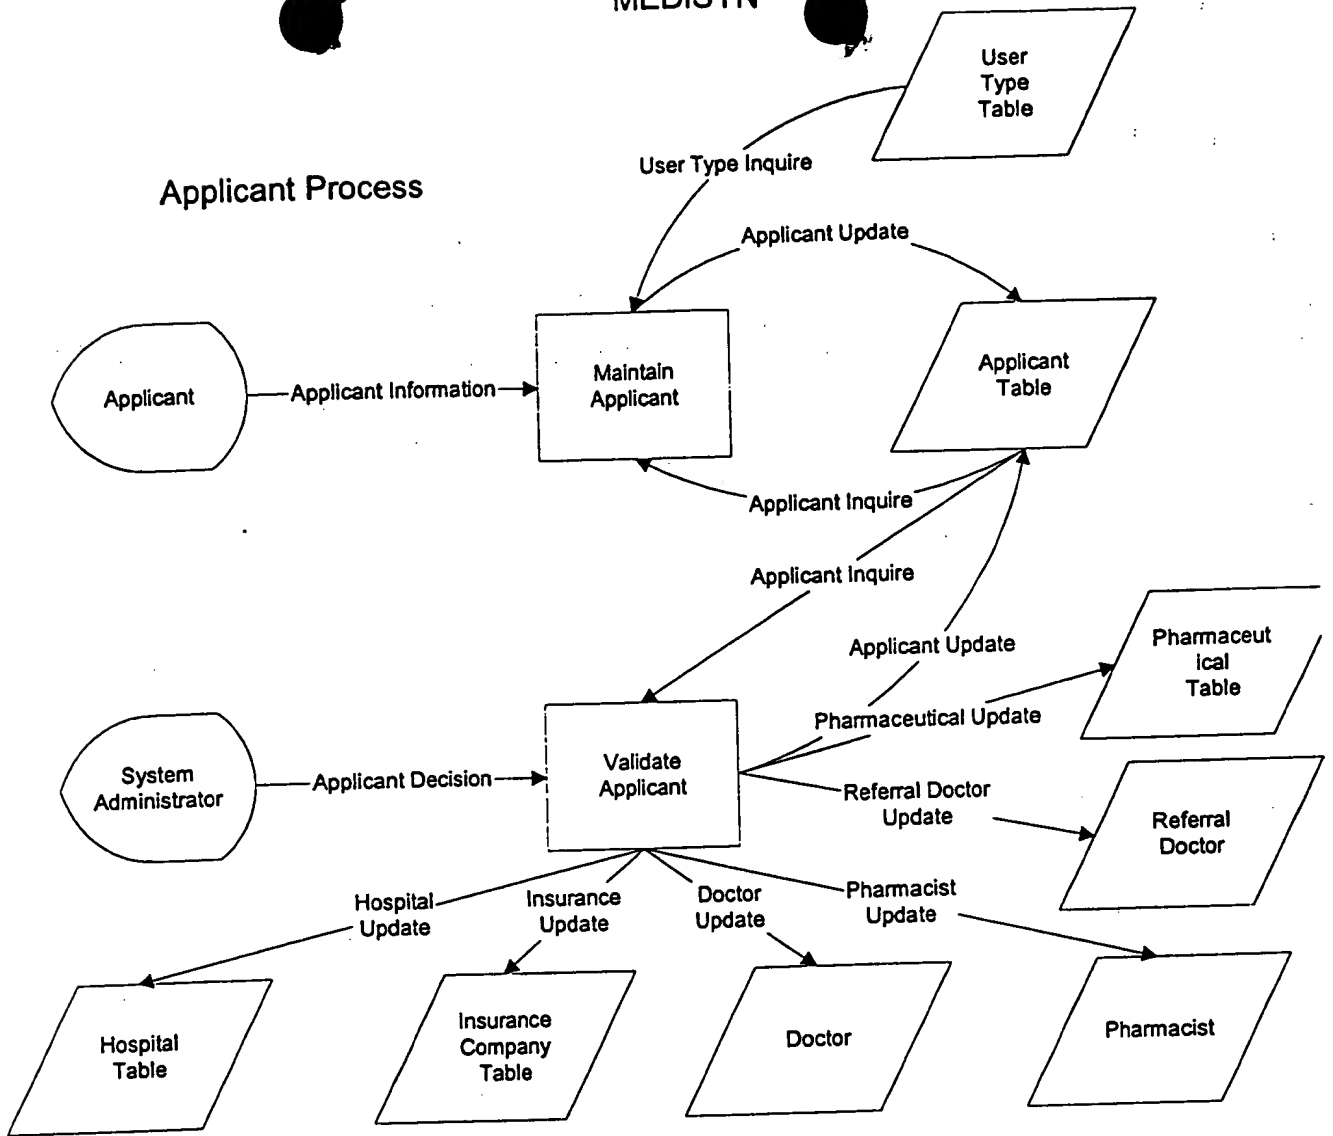 MEDISYN
User
Type
Table
User Type Inquire
Applicant Process
Applicant Update
Applicant
Applicant Information
Maintain
Applicant
Applicant
Table
Applicant Inquire
Applicant Inquire
Applicant Update
Pharmaceut
ical
Table
Pharmaceutical Update
System
Administrator
Applicant Decision
Validate
Applicant
Referral Doctor
Update
Referral
Doctor
Hospital
Update
Insurance
Update
Doctor
Update
Pharmacist
Update
Hospital
Table
Insurance
Company
Table
Doctor
Pharmacist